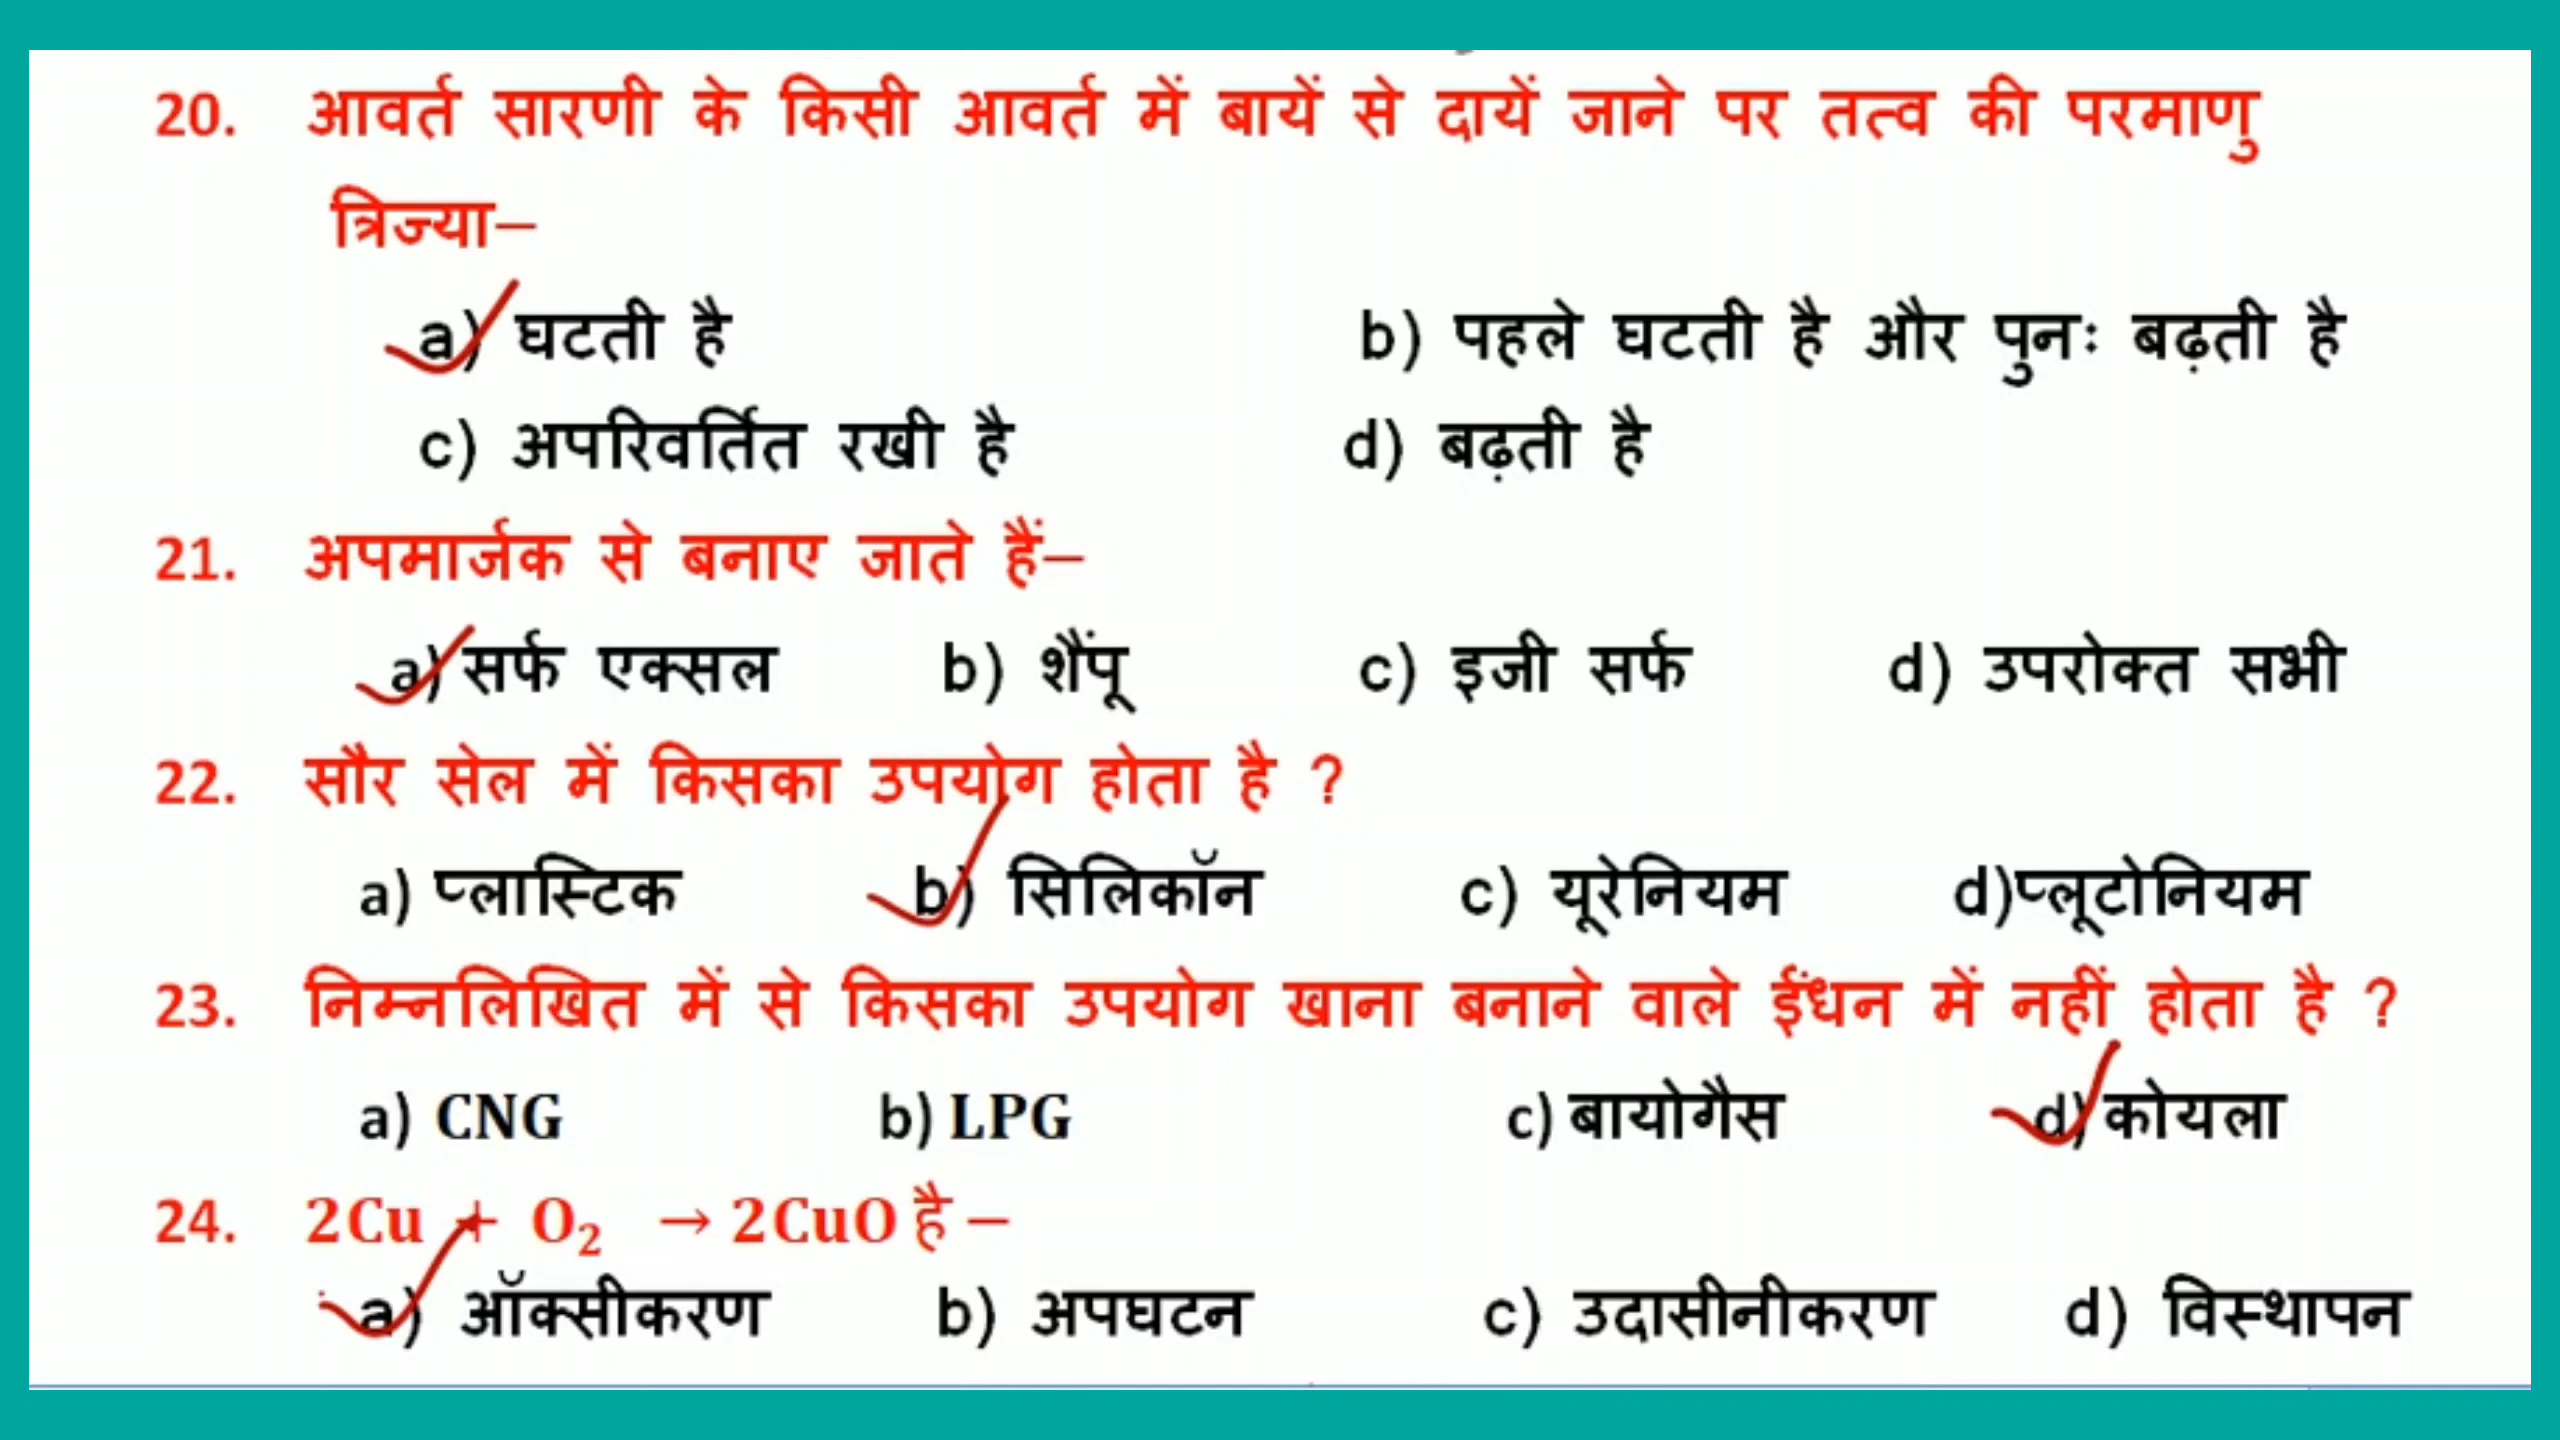 20. आवर्त सारणी के किसी आवर्त में बायें से दायें जाने पर तत्व की परमाणु
त्रिज्या–
a) घटती है b) पहले घटती है और पुनः बढ़ती है
c) अपरिवर्तित रखी है d) बढ़ती है
21. अपमार्जक से बनाए जाते हैं–
a) सर्फ एक्सल b) शैंपू c) इजी सर्फ d) उपरोक्त सभी
22. सौर सेल में किसका उपयोग होता है ?
a) प्लास्टिक b) सिलिकॉन c) यूरेनियम d)प्लूटोनियम
23. निम्नलिखित में से किसका उपयोग खाना बनाने वाले ईंधन में नहीं होता है ?
a) CNG b) LPG c) बायोगैस d) कोयला
24. 2Cu + O₂ → 2CuO है –
a) ऑक्सीकरण b) अपघटन c) उदासीनीकरण d) विस्थापन